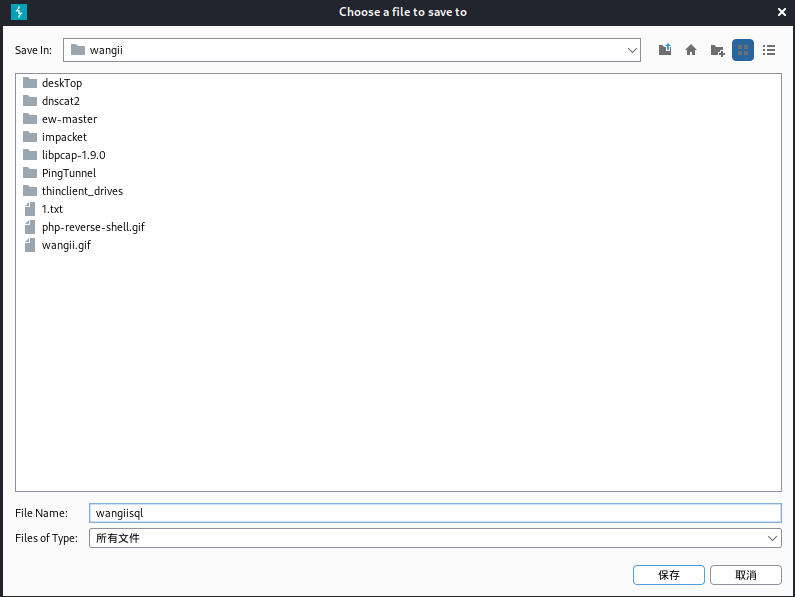 Choose a file to save to
Save In: wangii
deskTop
dnscat2
ew-master
impacket
libpcap-1.9.0
PingTunnel
thinclient_drives
1.txt
php-reverse-shell.gif
wangii.gif
File Name: wangiisql
Files of Type: 所有文件
保存 取消